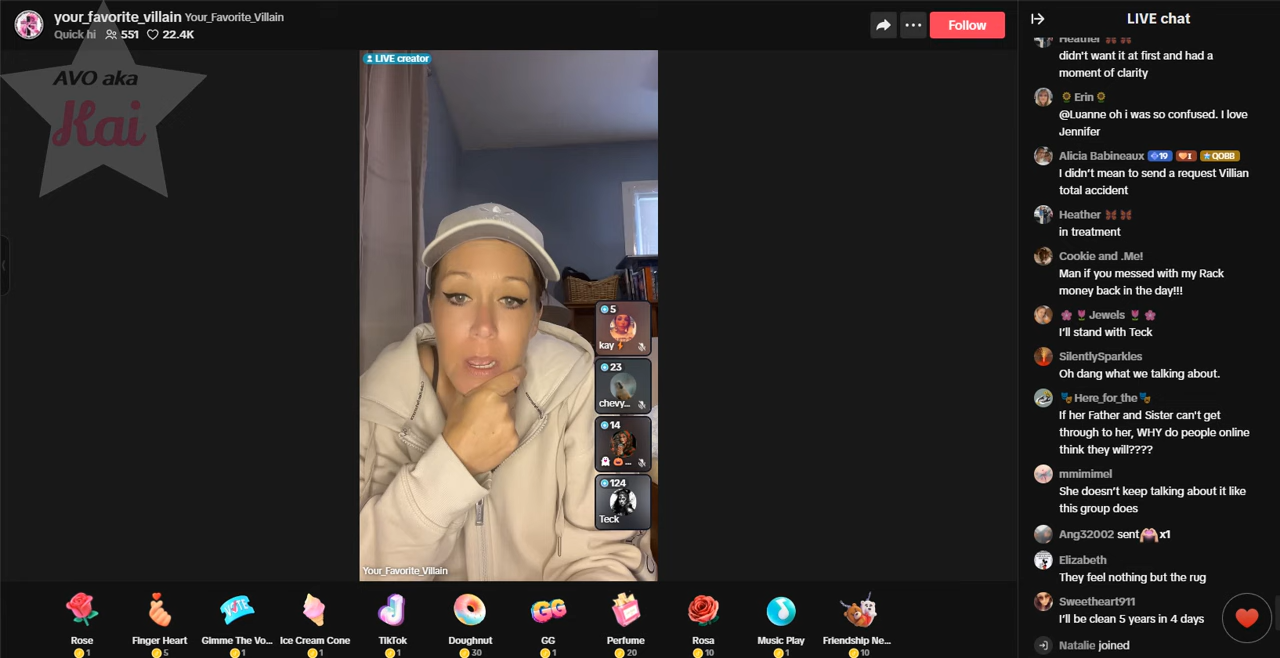 your_favorite_villain Your_Favorite_Villain
Quick hi 551 22.4K
Follow
LIVE chat
AVO aka
Kai
LIVE creator
5
kay
23
chevy...
14
...
124
Teck
Your_Favorite_Villain
Heather
didn't want it at first and had a
moment of clarity
Erin
@Luanne oh i was so confused. I love
Jennifer
Alicia Babineaux 19 I QOBB
I didn't mean to send a request Villian
total accident
Heather
in treatment
Cookie and .Me!
Man if you messed with my Rack
money back in the day!!!
Jewels
I'll stand with Teck
SilentlySparkles
Oh dang what we talking about.
Here_for_the
If her Father and Sister can't get
through to her, WHY do people online
think they will????
mmimimel
She doesn't keep talking about it like
this group does
Ang32002 sent x1
Elizabeth
They feel nothing but the rug
Sweetheart911
I'll be clean 5 years in 4 days
Natalie joined
Rose
1
Finger Heart
5
VOTE
Gimme The Vo...
1
Ice Cream Cone
1
TikTok
1
Doughnut
30
GG
GG
1
Perfume
20
Rosa
10
Music Play
1
Friendship Ne...
10